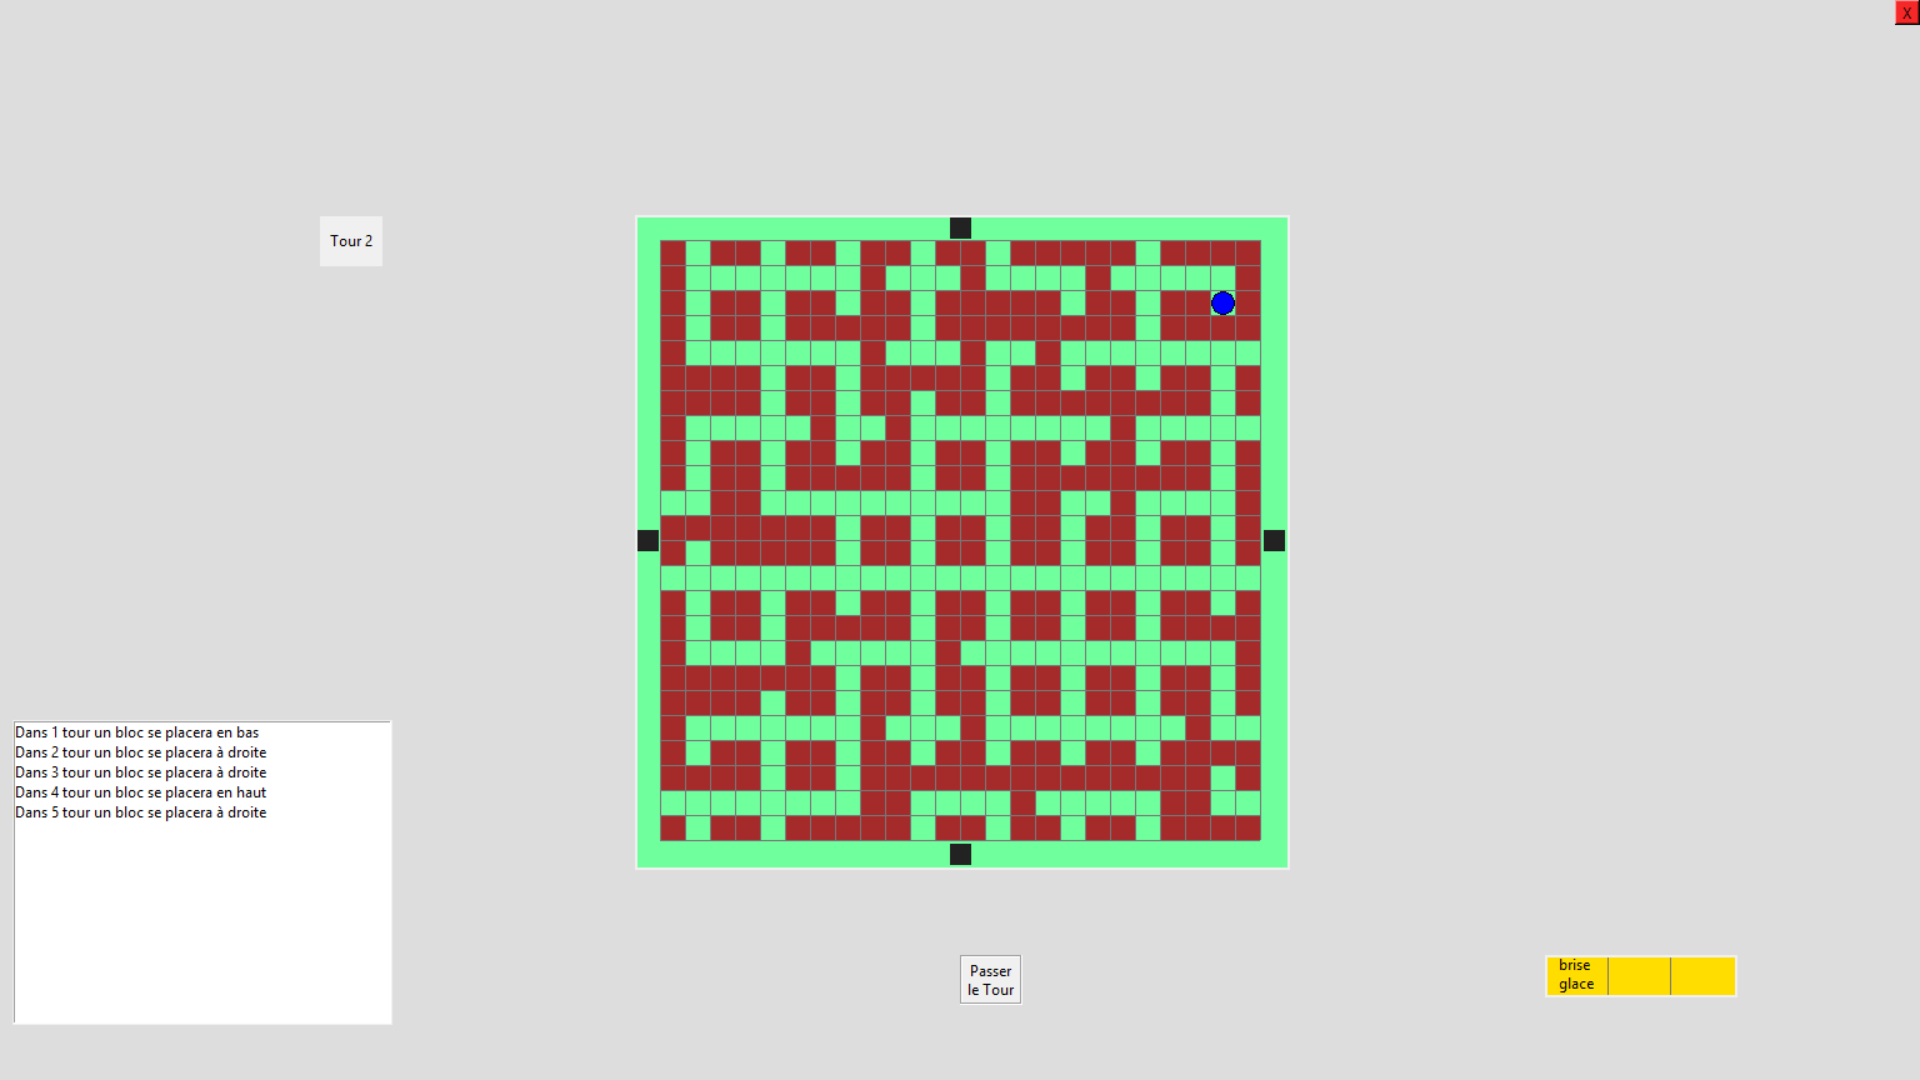 X
Tour 2
Dans 1 tour un bloc se placera en bas
Dans 2 tour un bloc se placera à droite
Dans 3 tour un bloc se placera à droite
Dans 4 tour un bloc se placera en haut
Dans 5 tour un bloc se placera à droite
Passer
le Tour
brise
glace